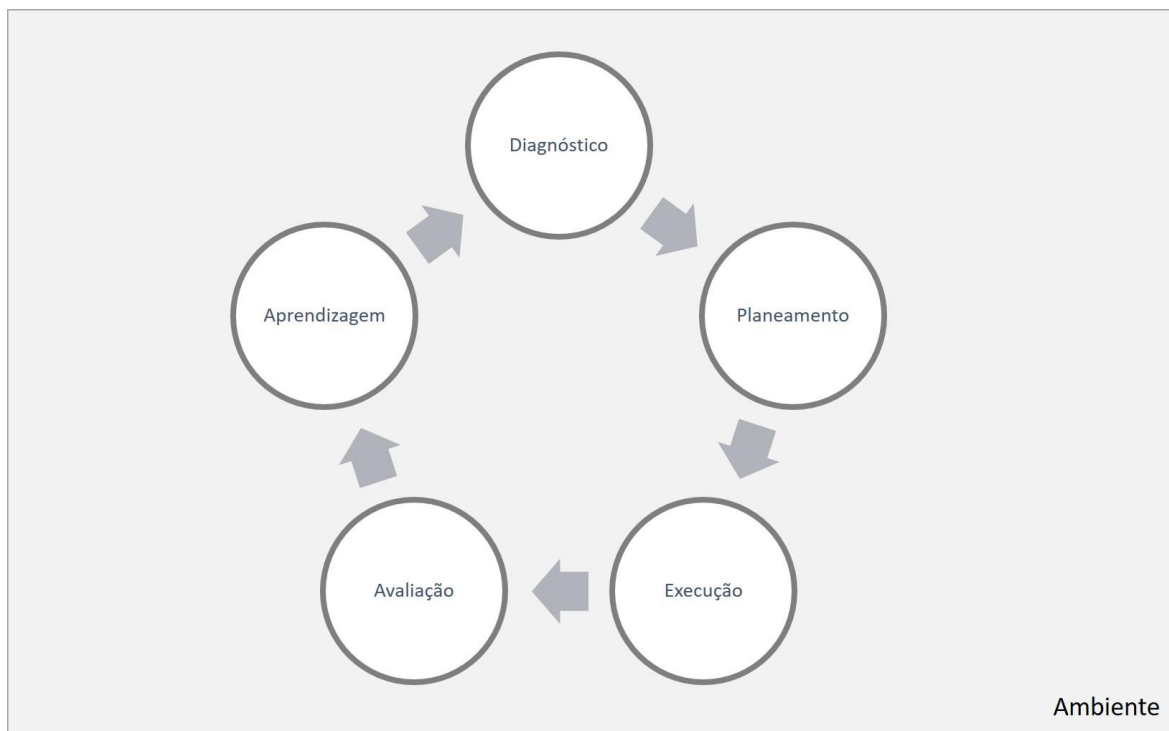 Diagnóstico
Planeamento
Execução
Avaliação
Aprendizagem
Ambiente